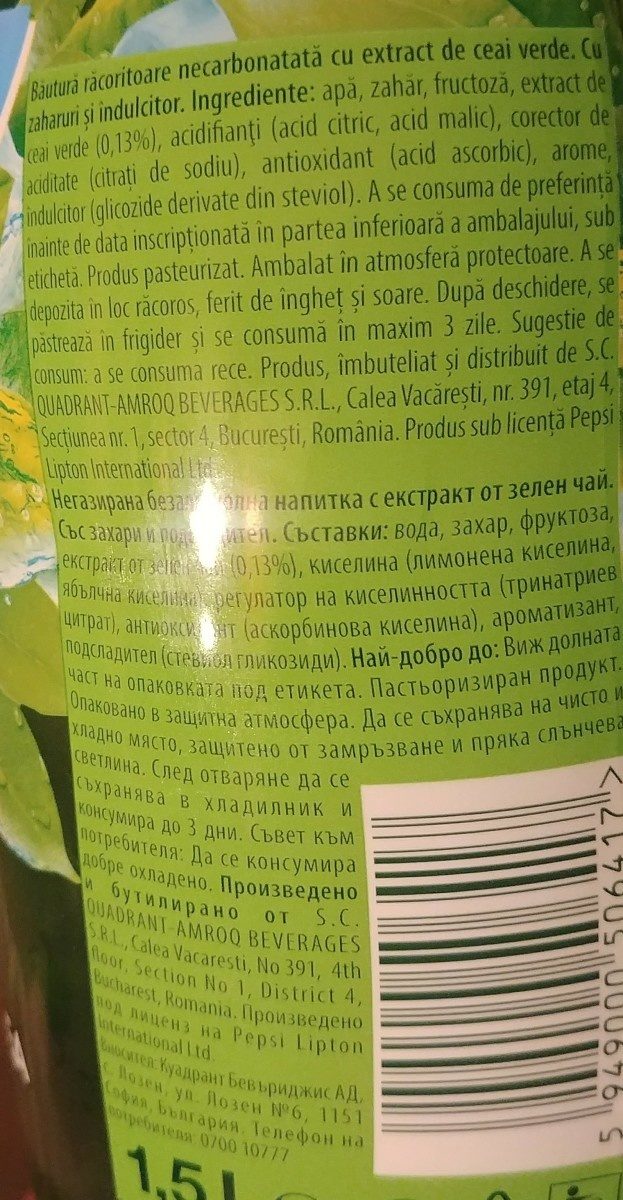 Băutură răcoritoare necarbonatată cu extract de ceai verde. Cu
zaharuri și îndulcitor. Ingrediente: apă, zahăr, fructoză, extract de
ceai verde (0,13%), acidifianți (acid citric, acid malic), corector de
aciditate (citrați de sodiu), antioxidant (acid ascorbic), arome,
îndulcitor (glicozide derivate din steviol). A se consuma de preferință
înainte de data inscripționată în partea inferioară a ambalajului, sub
etichetă. Produs pasteurizat. Ambalat în atmosferă protectoare. A se
depozita în loc răcoros, ferit de îngheț și soare. După deschidere, se
păstrează în frigider și se consumă în maxim 3 zile. Sugestie de
consum: a se consuma rece. Produs, îmbuteliat și distribuit de S.C.
QUADRANT-AMROQ BEVERAGES S.R.L., Calea Vacărești, nr. 391, etaj 4,
Secțiunea nr. 1, sector 4, București, România. Produs sub licență Pepsi
Lipton International Ltd.
Негазирана напитка с екстракт от зелен чай.
Със захари и Съставки: вода, захар, фруктоза,
екстракт от (0,13%), киселина (лимонена киселина,
ябълчна киселина), регулатор на киселинността (тринатриев
цитрат), (аскорбинова киселина), ароматизант,
подсладител (стевиол гликозиди). Най-добро до: Виж долната
част на опаковката под етикета. Пастьоризиран продукт.
Опаковано в защитна атмосфера. Да се съхранява на чисто и
хладно място, защитено от замръзване и пряка слънчева
светлина. След отваряне да се
съхранява в хладилник и
консумира до 3 дни. Съвет към
потребителя: Да се консумира
добре охладено. Произведено
и бутилирано от S.C.
QUADRANT-AMROQ BEVERAGES
S.R.L., Calea Vacaresti, No 391, 4th
floor, Section No 1, District 4,
Bucharest, Romania. Произведено
под лиценз на Pepsi Lipton
International Ltd.
Вносител: Куадрант Бевъриджис АД,
с. Лозен, ул. Лозен №6, 1151
София, България. Телефон на
потребителя: 0700 10777
1,5 L
5 949000 506417 >